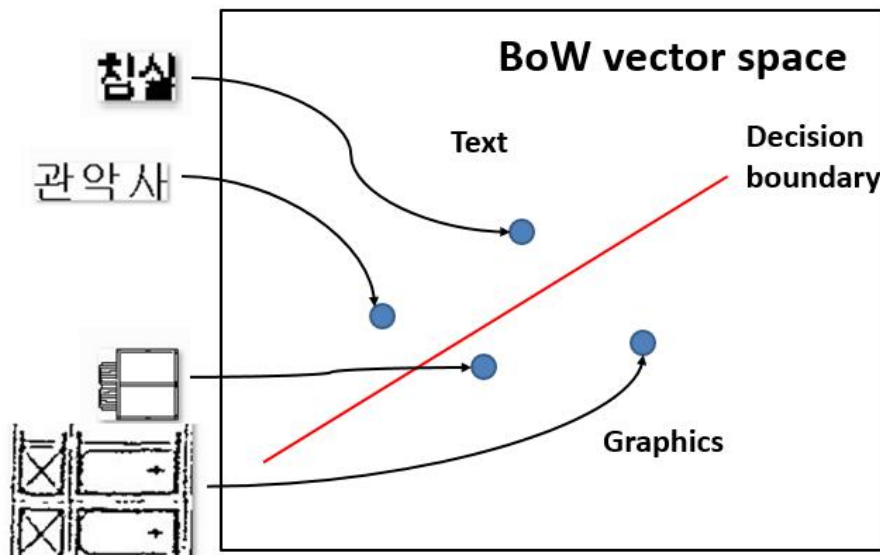 BoW vector space
침실
Text
Decision
boundary
관악사
Graphics